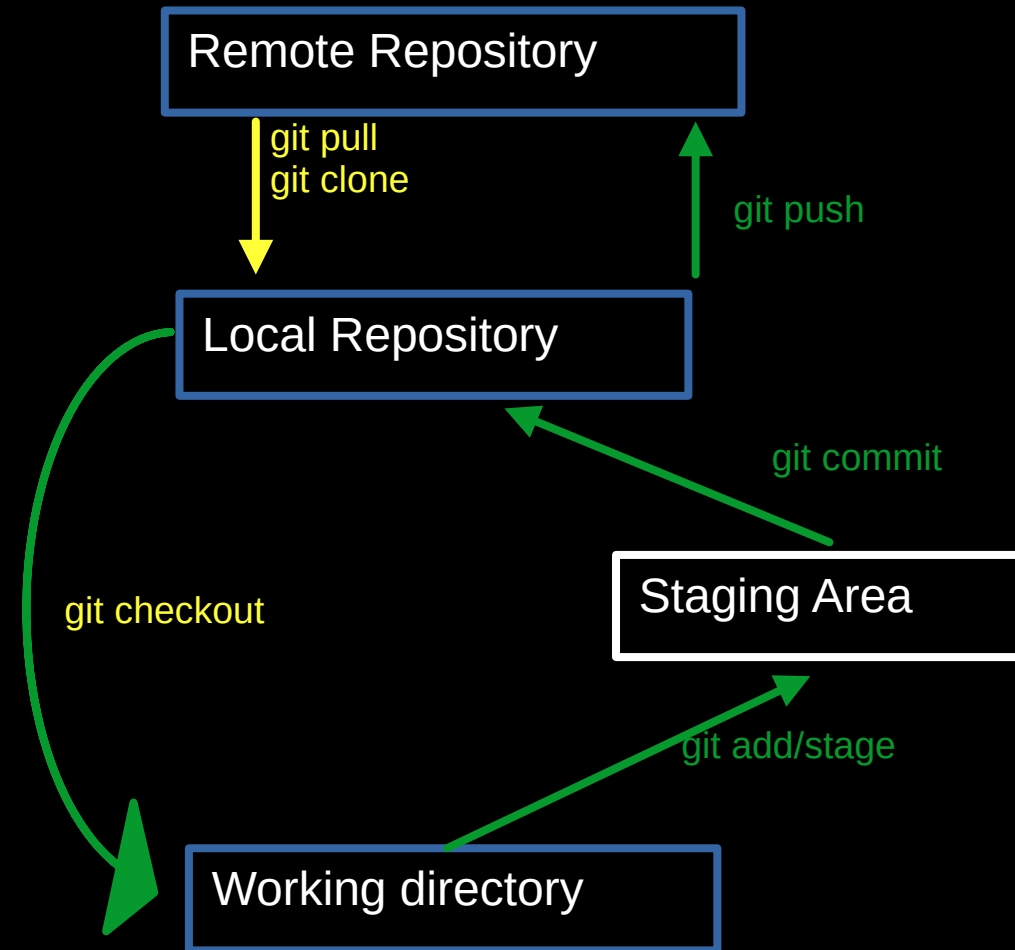 Remote Repository
git pull
git clone
git push
Local Repository
git commit
Staging Area
git checkout
git add/stage
Working directory